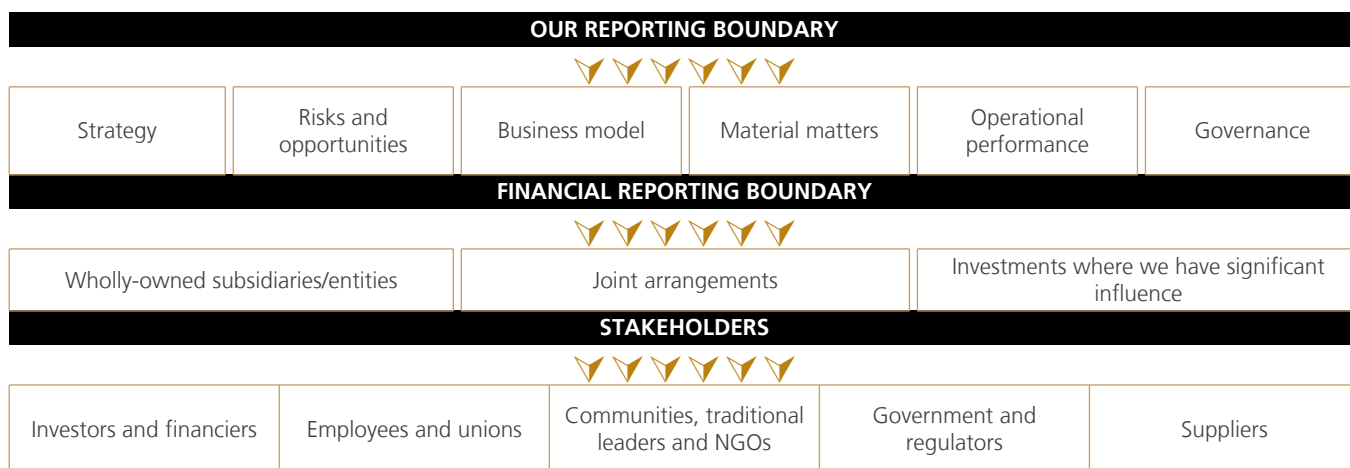 OUR REPORTING BOUNDARY
Strategy
Risks and
opportunities
Business model
Material matters
Operational
performance
Governance
FINANCIAL REPORTING BOUNDARY
Wholly-owned subsidiaries/entities
Joint arrangements
Investments where we have significant
influence
STAKEHOLDERS
Investors and financiers
Employees and unions
Communities, traditional
leaders and NGOs
Government and
regulators
Suppliers